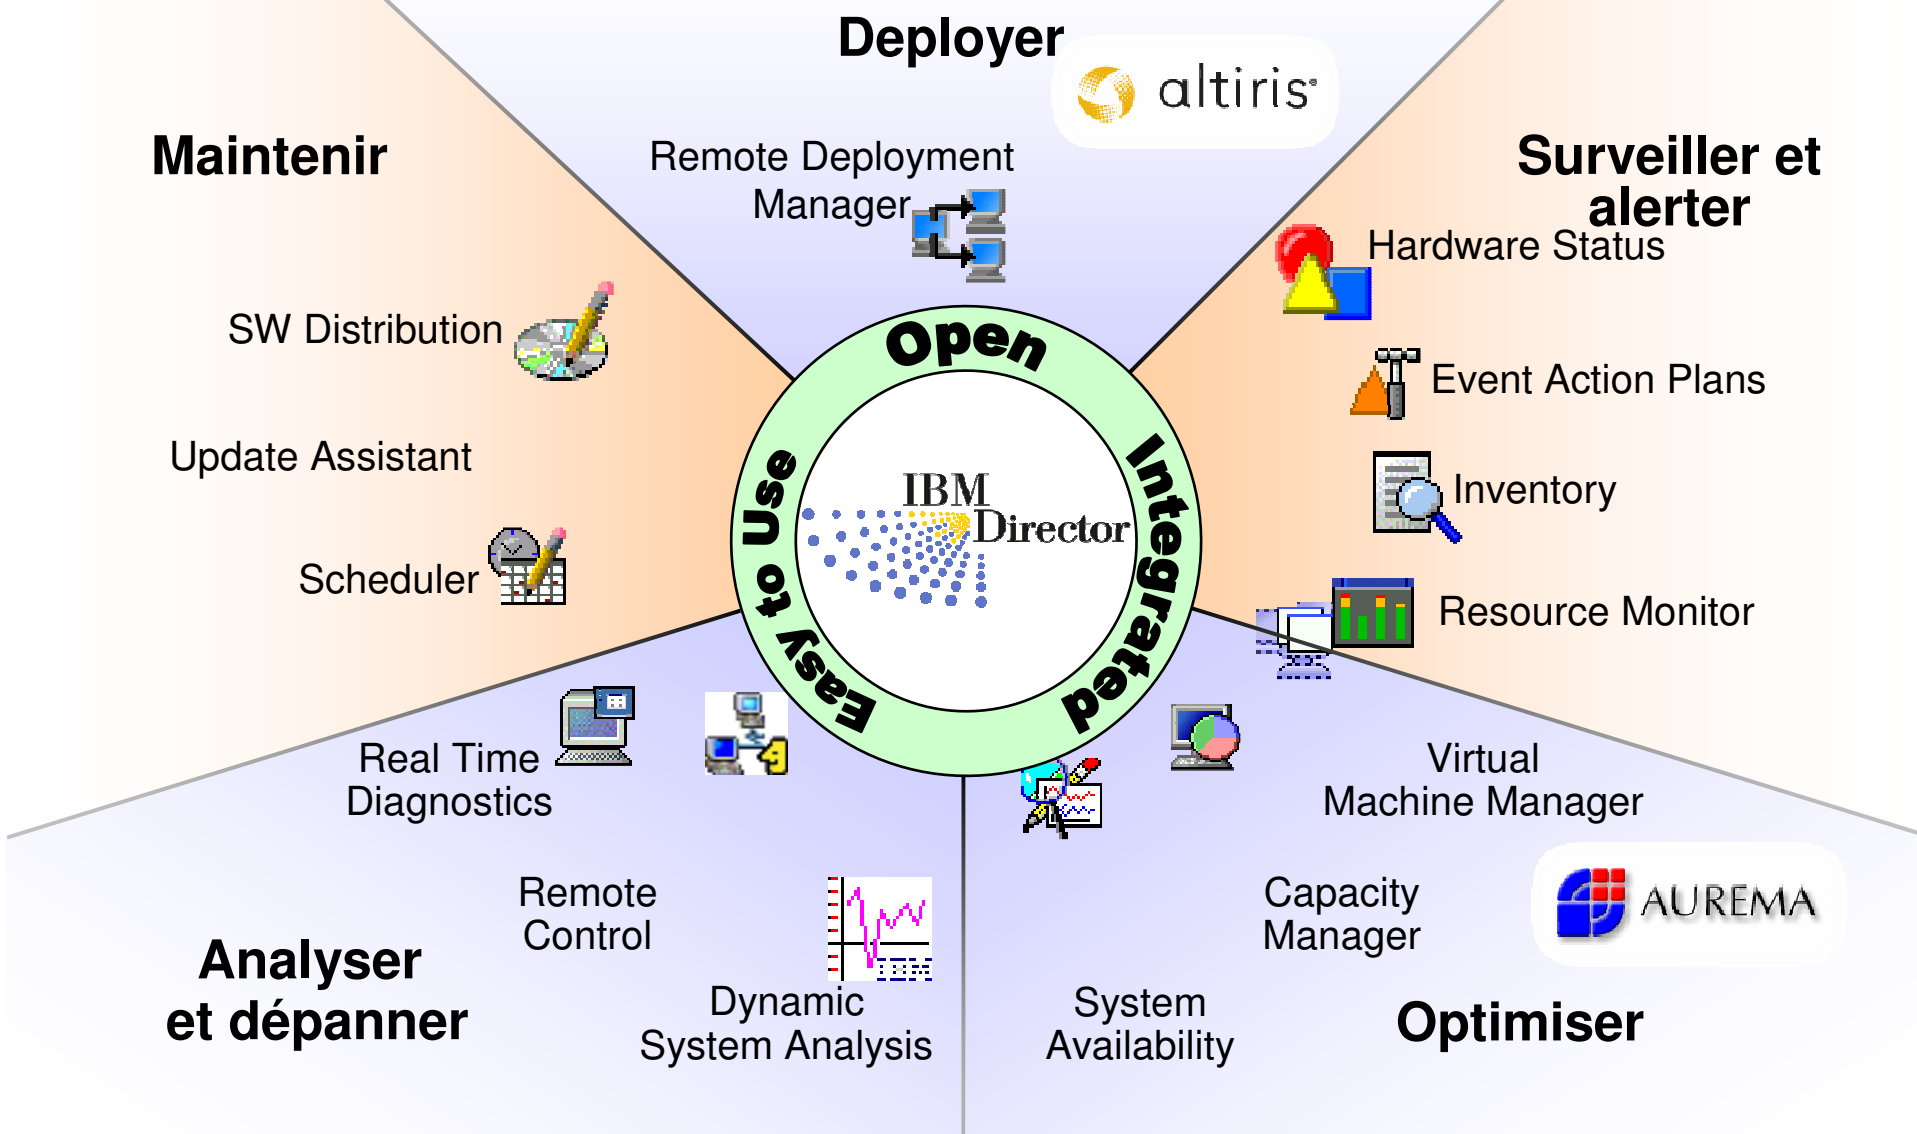 Deployer
altiris
Remote Deployment
Manager
Maintenir
SW Distribution
Update Assistant
Scheduler
Surveiller et
alerter
Hardware Status
Event Action Plans
Inventory
Resource Monitor
Open
Integrated
Easy to Use
IBM
Director
Real Time
Diagnostics
Remote
Control
Dynamic
System Analysis
Analyser
et dépanner
Virtual
Machine Manager
Capacity
Manager
AUREMA
System
Availability
Optimiser